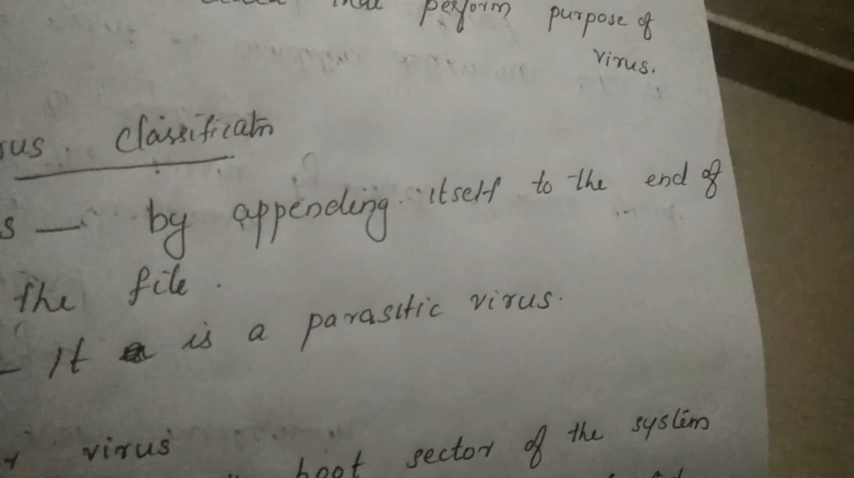 that perform purpose of
virus.
classificatn
by appending itself to the end of
the file.
- It is a parasitic virus.
virus
boot sector of the system